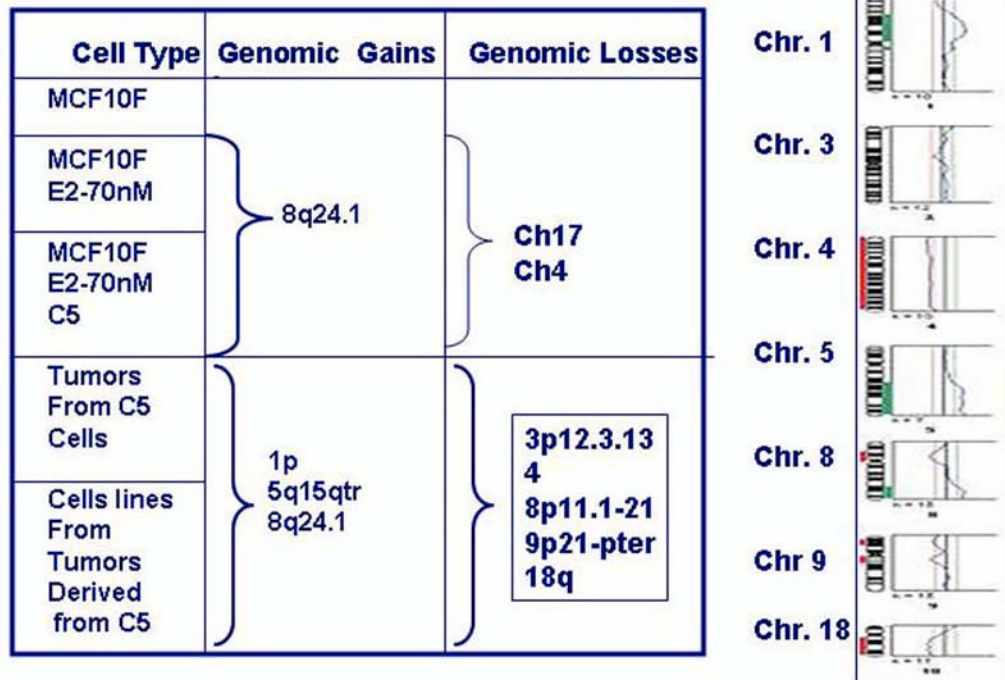 Cell Type Genomic Gains Genomic Losses
MCF10F
MCF10F
E2-70nM
8q24.1
Ch17
Ch4
MCF10F
E2-70nM
C5
Tumors
From C5
Cells
1p
5q15qtr
8q24.1
3p12.3.13
4
8p11.1-21
9p21-pter
18q
Cells lines
From
Tumors
Derived
from C5
Chr. 1
Chr. 3
Chr. 4
Chr. 5
Chr. 8
Chr 9
Chr. 18